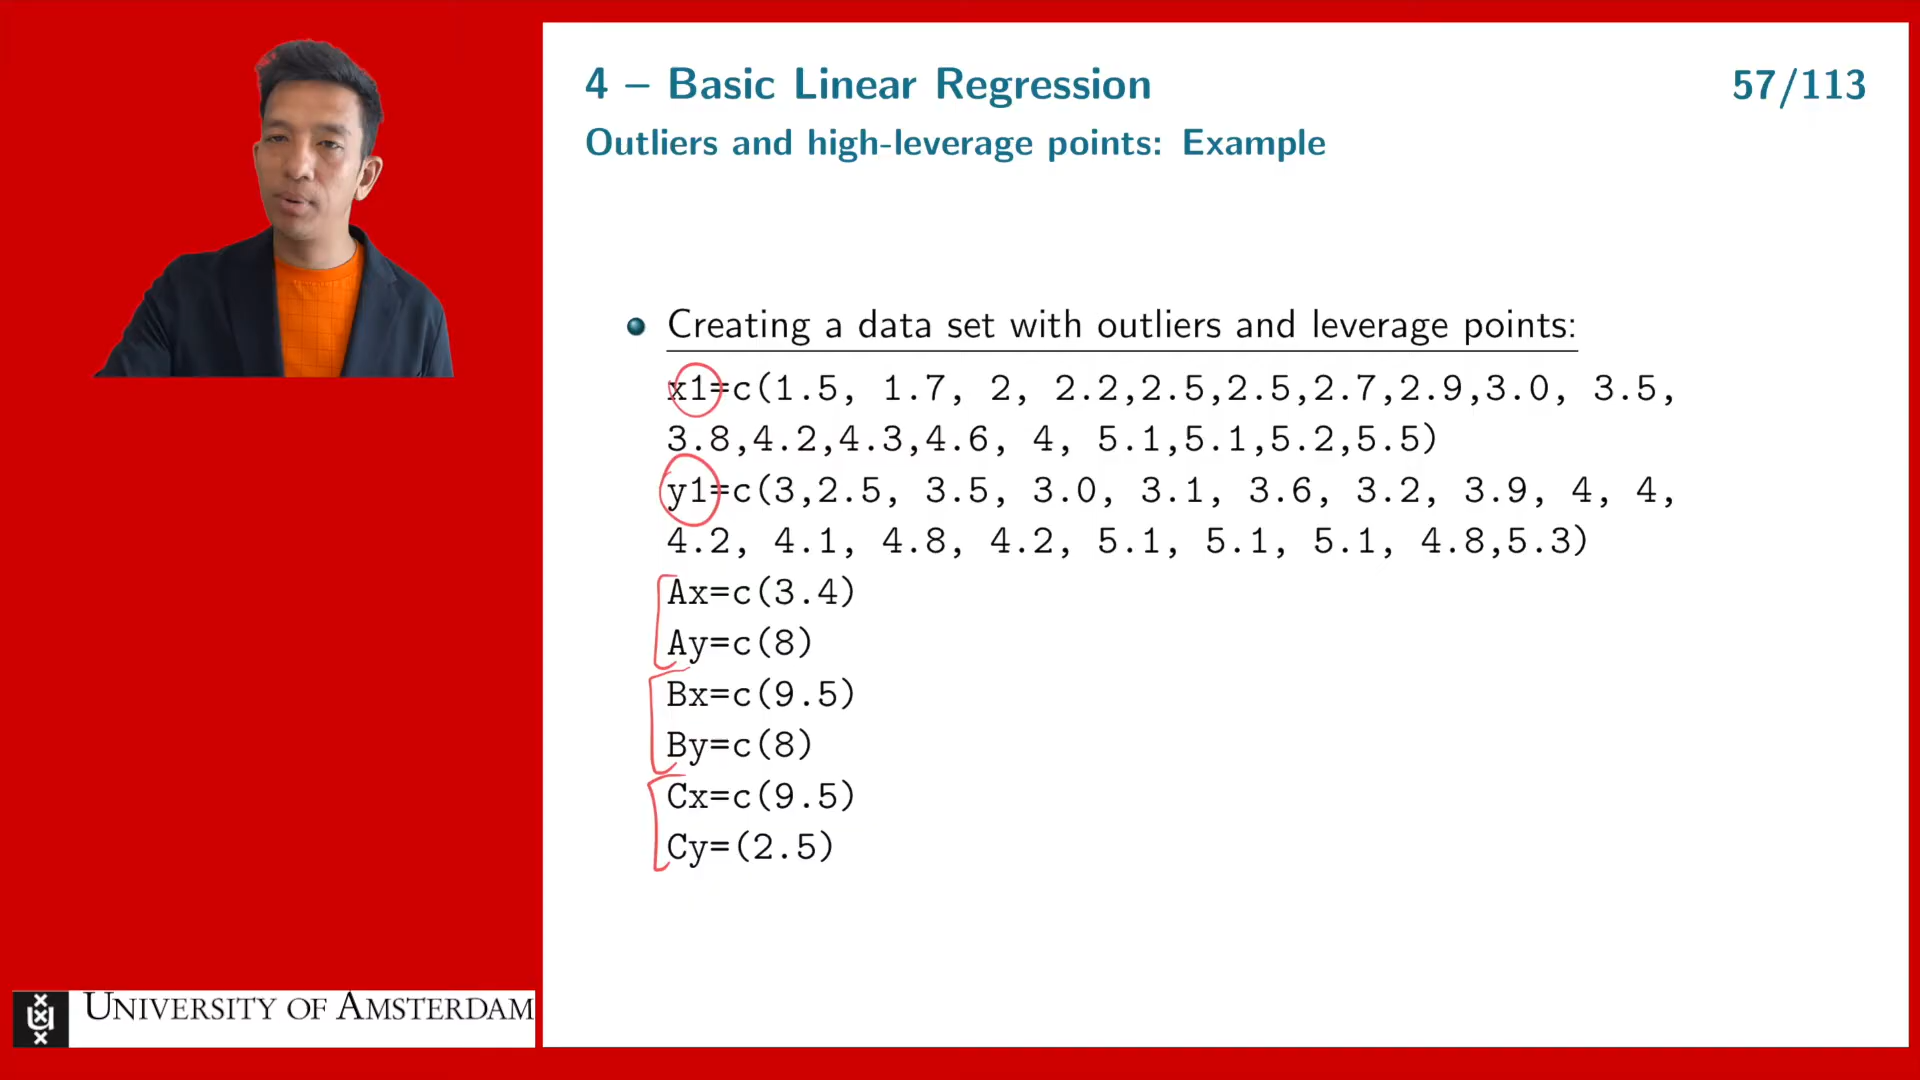 4 – Basic Linear Regression
57/113
Outliers and high-leverage points: Example
Creating a data set with outliers and leverage points:
x1=c(1.5, 1.7, 2, 2.2,2.5,2.5,2.7,2.9,3.0, 3.5,
3.8,4.2,4.3,4.6, 4, 5.1,5.1,5.2,5.5)
y1=c(3,2.5, 3.5, 3.0, 3.1, 3.6, 3.2, 3.9, 4, 4,
4.2, 4.1, 4.8, 4.2, 5.1, 5.1, 5.1, 4.8,5.3)
Ax=c(3.4)
Ay=c(8)
Bx=c(9.5)
By=c(8)
Cx=c(9.5)
Cy=(2.5)
UNIVERSITY OF AMSTERDAM